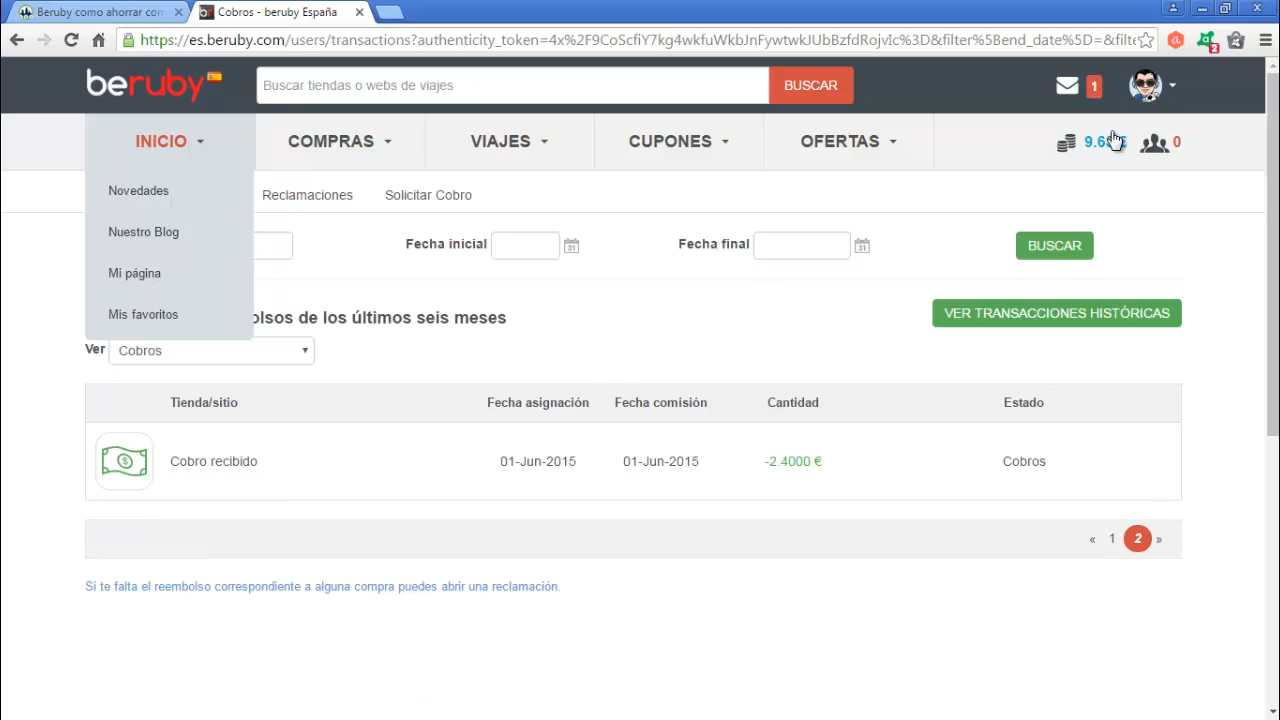 Beruby como ahorrar con
Cobros - beruby España
https://es.beruby.com/users/transactions?authenticity_token=4x%2F9CoScfiY7kg4wkfuWkbJnFywtwkJUbBzfdRojvIc%3D&filter%5Bend_date%5D=&filte
2
beruby
Buscar tiendas o webs de viajes
BUSCAR
1
INICIO
COMPRAS
VIAJES
CUPONES
OFERTAS
0
Novedades
Reclamaciones
Solicitar Cobro
Nuestro Blog
Fecha inicial
31
Fecha final
31
BUSCAR
Mi página
Mis favoritos
olsos de los últimos seis meses
VER TRANSACCIONES HISTÓRICAS
Ver
Cobros
Tienda/sitio
Fecha asignación
Fecha comisión
Cantidad
Estado
Cobro recibido
01-Jun-2015
01-Jun-2015
-2.4000 €
Cobros
« 1 2 »
Si te falta el reembolso correspondiente a alguna compra puedes abrir una reclamación.